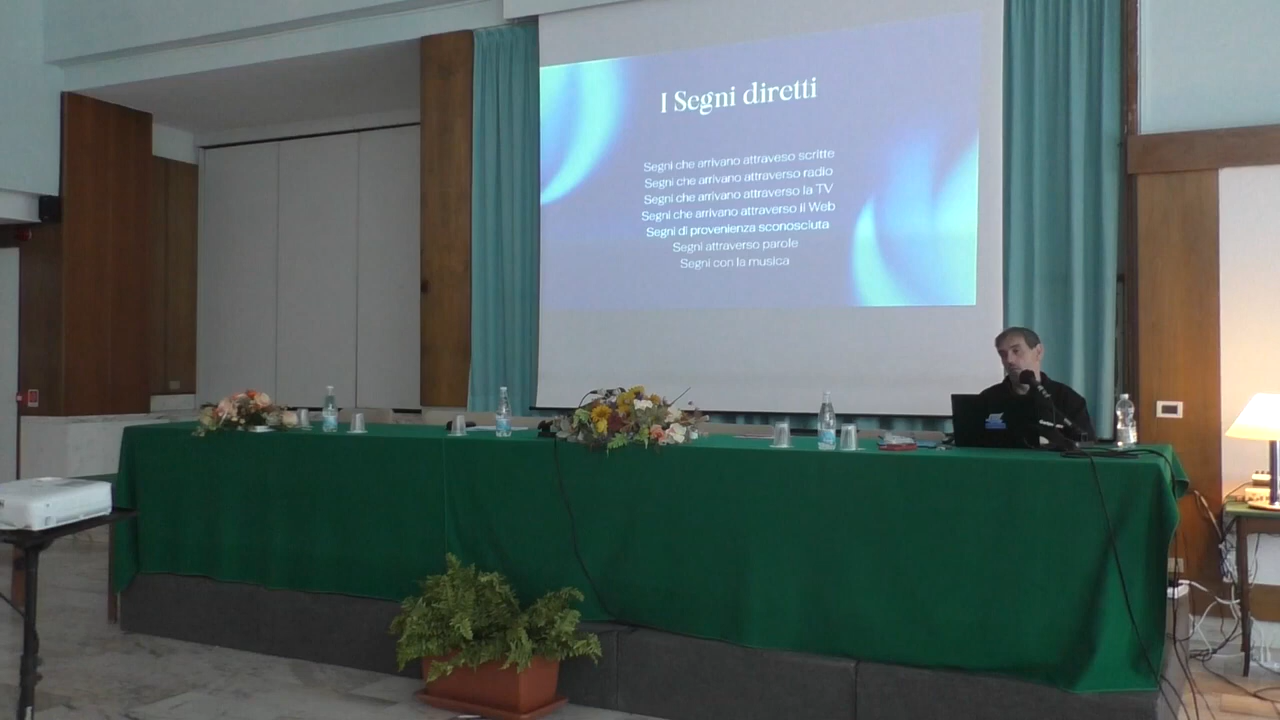 I Segni diretti
Segni che arrivano attraveso scritte
Segni che arrivano attraverso radio
Segni che arrivano attraverso la TV
Segni che arrivano attraverso il Web
Segni di provenienza sconosciuta
Segni attraverso parole
Segni con la musica